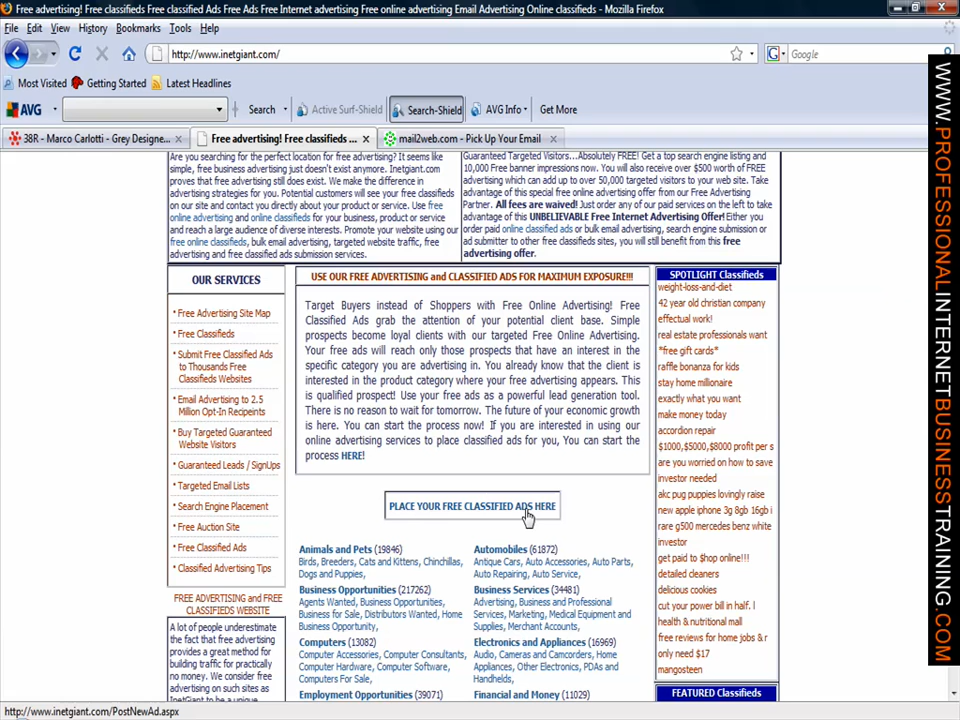 Free advertising! Free classifieds Free classified Ads Free Ads Free Internet advertising Free online advertising Email Advertising Online classifieds - Mozilla Firefox
File Edit View History Bookmarks Tools Help
http://www.inetgiant.com/
Google
Most Visited Getting Started Latest Headlines
AVG Search Active Surf-Shield Search-Shield AVG Info Get More
38R - Marco Carlotti - Grey Designe...
Free advertising! Free classifieds ...
mail2web.com - Pick Up Your Email
Are you searching for the perfect location for free advertising? It seems like
simple, free business advertising just doesn't exist anymore. Inetgiant.com
proves that free advertising still does exist. We make the difference in
advertising strategies for you. Potential customers will see your free classifieds
on our site and contact you directly about your product or service. Use free
online advertising and online classifieds for your business, product or service
and reach a large audience of diverse interests. Promote your website using our
free online classifieds, bulk email advertising, targeted website traffic, free
advertising and free classified ads submission services.
Guaranteed Targeted Visitors...Absolutely FREE! Get a top search engine listing and
10,000 Free banner impressions now. You will also receive over $500 worth of FREE
advertising which can add up to over 50,000 targeted visitors to your web site. Take
advantage of this special free online advertising offer from our Free Advertising
Partner. All fees are waived! Just order any of our paid services on the left to take
advantage of this UNBELIEVABLE Free Internet Advertising Offer! Either you
order paid online classified ads or bulk email advertising, search engine submission or
ad submitter to other free classifieds sites, you will still benefit from this free
advertising offer.
OUR SERVICES
Free Advertising Site Map
Free Classifieds
Submit Free Classified Ads
to Thousands Free
Classifieds Websites
Email Advertising to 2.5
Million Opt-In Recipeints
Buy Targeted Guaranteed
Website Visitors
Guaranteed Leads / SignUps
Targeted Email Lists
Search Engine Placement
Free Auction Site
Free Classified Ads
Classified Advertising Tips
FREE ADVERTISING and FREE
CLASSIFIEDS WEBSITE
A lot of people underestimate
the fact that free advertising
provides a great method for
building traffic for practically
no money. We consider free
advertising on such sites as
InetGiant to be one of the
USE OUR FREE ADVERTISING and CLASSIFIED ADS FOR MAXIMUM EXPOSURE!!!
Target Buyers instead of Shoppers with Free Online Advertising! Free
Classified Ads grab the attention of your potential client base. Simple
prospects become loyal clients with our targeted Free Online Advertising.
Your free ads will reach only those prospects that have an interest in the
specific category you are advertising in. You already know that the client is
interested in the product category where your free advertising appears. This
is qualified prospect! Use your free ads as a powerful lead generation tool.
There is no reason to wait for tomorrow. The future of your economic growth
is here. You can start the process now! If you are interested in using our
online advertising services to place classified ads for you, You can start the
process HERE!
PLACE YOUR FREE CLASSIFIED ADS HERE
Animals and Pets (19846)
Birds, Breeders, Cats and Kittens, Chinchillas,
Dogs and Puppies,
Business Opportunities (217262)
Agents Wanted, Business Opportunities,
Business for Sale, Distributors Wanted, Home
Business Opportunity,
Computers (13082)
Computer Accessories, Computer Consultants,
Computer Hardware, Computer Software,
Computers For Sale,
Employment Opportunities (39071)
Automobiles (61872)
Antique Cars, Auto Accessories, Auto Parts,
Auto Repairing, Auto Service,
Business Services (34481)
Advertising, Business and Professional
Services, Marketing, Medical Equipment and
Supplies, Merchant Accounts,
Electronics and Appliances (16969)
Audio, Cameras and Camcorders, Home
Appliances, Other Electronics, PDAs and
Handhelds,
Financial and Money (11029)
SPOTLIGHT Classifieds
weight-loss-and-diet
42 year old christian company
effectual work!
real estate professionals want
*free gift cards*
raffle bonanza for kids
stay home millionaire
exactly what you want
make money today
accordion repair
$1000,$5000,$8000 profit per s
are you worried on how to save
investor needed
akc pug puppies lovingly raise
new apple iphone 3g 8gb 16gb i
rare g500 mercedes benz white
investor
get paid to $hop online!!!
detailed cleaners
delicious cookies
cut your power bill in half. I
health & nutritional mall
free reviews for home jobs & r
only need $17
mangosteen
FEATURED Classifieds
WWW.PROFESSIONALINTERNETBUSINESSTRAINING.COM
http://www.inetgiant.com/PostNewAd.aspx